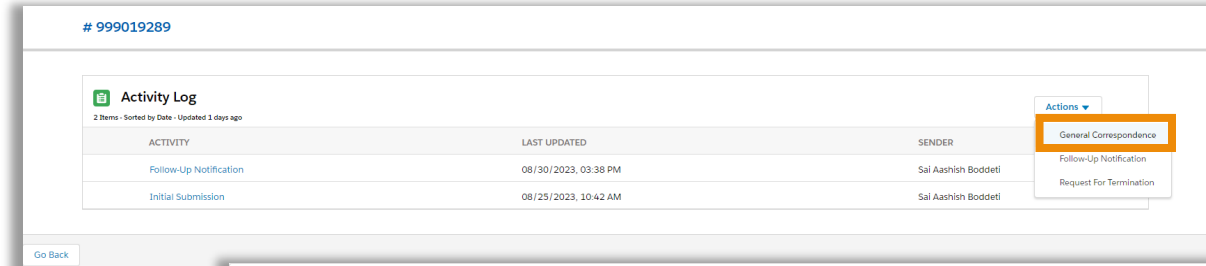 # 999019289
Activity Log
2 Items - Sorted by Date - Updated 1 days ago
Actions
General Correspondence
Follow-Up Notification
Request For Termination
ACTIVITY LAST UPDATED SENDER
Follow-Up Notification 08/30/2023, 03:38 PM Sai Aashish Boddeti
Initial Submission 08/25/2023, 10:42 AM Sai Aashish Boddeti
Go Back